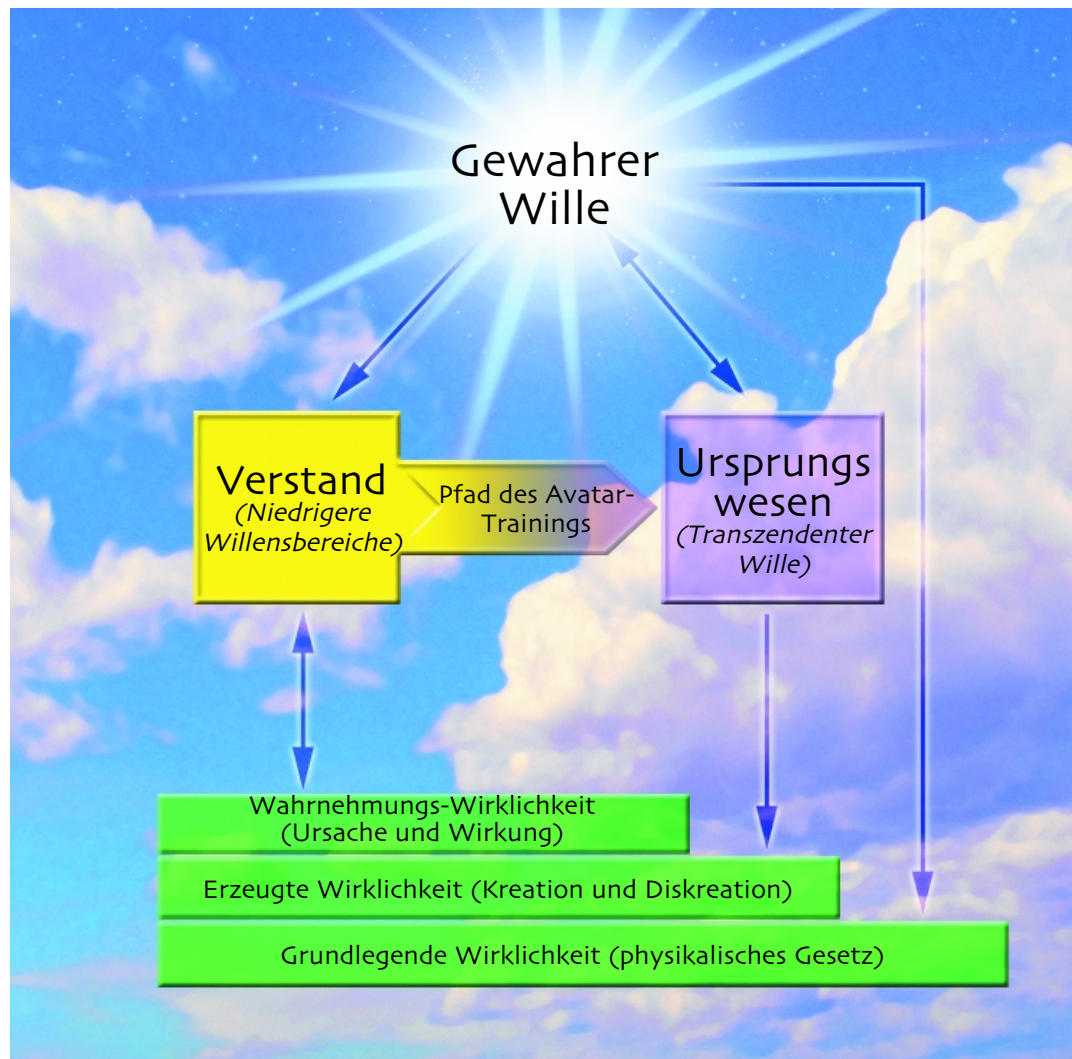 Gewahrer
Wille
Verstand
(Niedrigere
Willensbereiche)
Pfad des Avatar-
Trainings
Ursprungs
wesen
(Transzendenter
Wille)
Wahrnehmungs-Wirklichkeit
(Ursache und Wirkung)
Erzeugte Wirklichkeit (Kreation und Diskreation)
Grundlegende Wirklichkeit (physikalisches Gesetz)